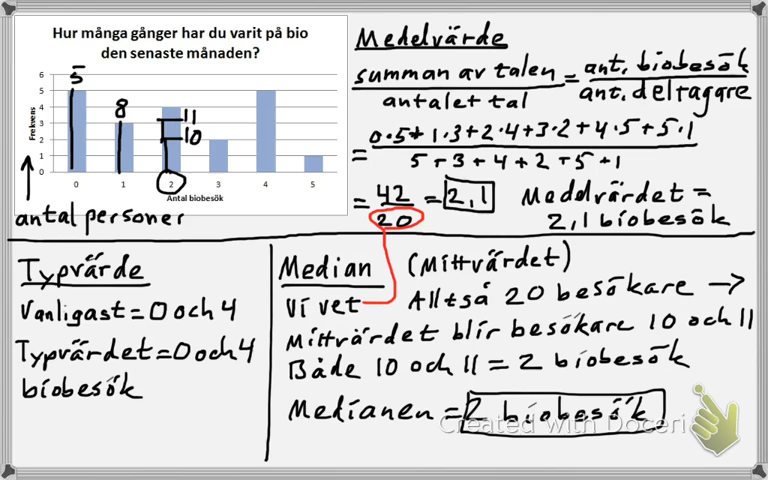 Hur många gånger har du varit på bio
den senaste månaden?
Frekvens
6
5
4
3
2
1
0
5
8
11
10
0 1 2 3 4 5
Antal biobesök
antal personer
Medelvärde
summan av talen = ant. biobesök
antalet tal ant. deltagare
= 0·5+1·3+2·4+3·2+4·5+5·1
5+3+4+2+5+1
= 42 = 2,1
20
Medelvärdet =
2,1 biobesök
Typvärde
Vanligast = 0 och 4
Typvärdet = 0 och 4
biobesök
Median (Mittvärdet)
Vi vet Alltså 20 besökare →
Mittvärdet blir besökare 10 och 11
Både 10 och 11 = 2 biobesök
Medianen = 2 biobesök
Created with Doceri